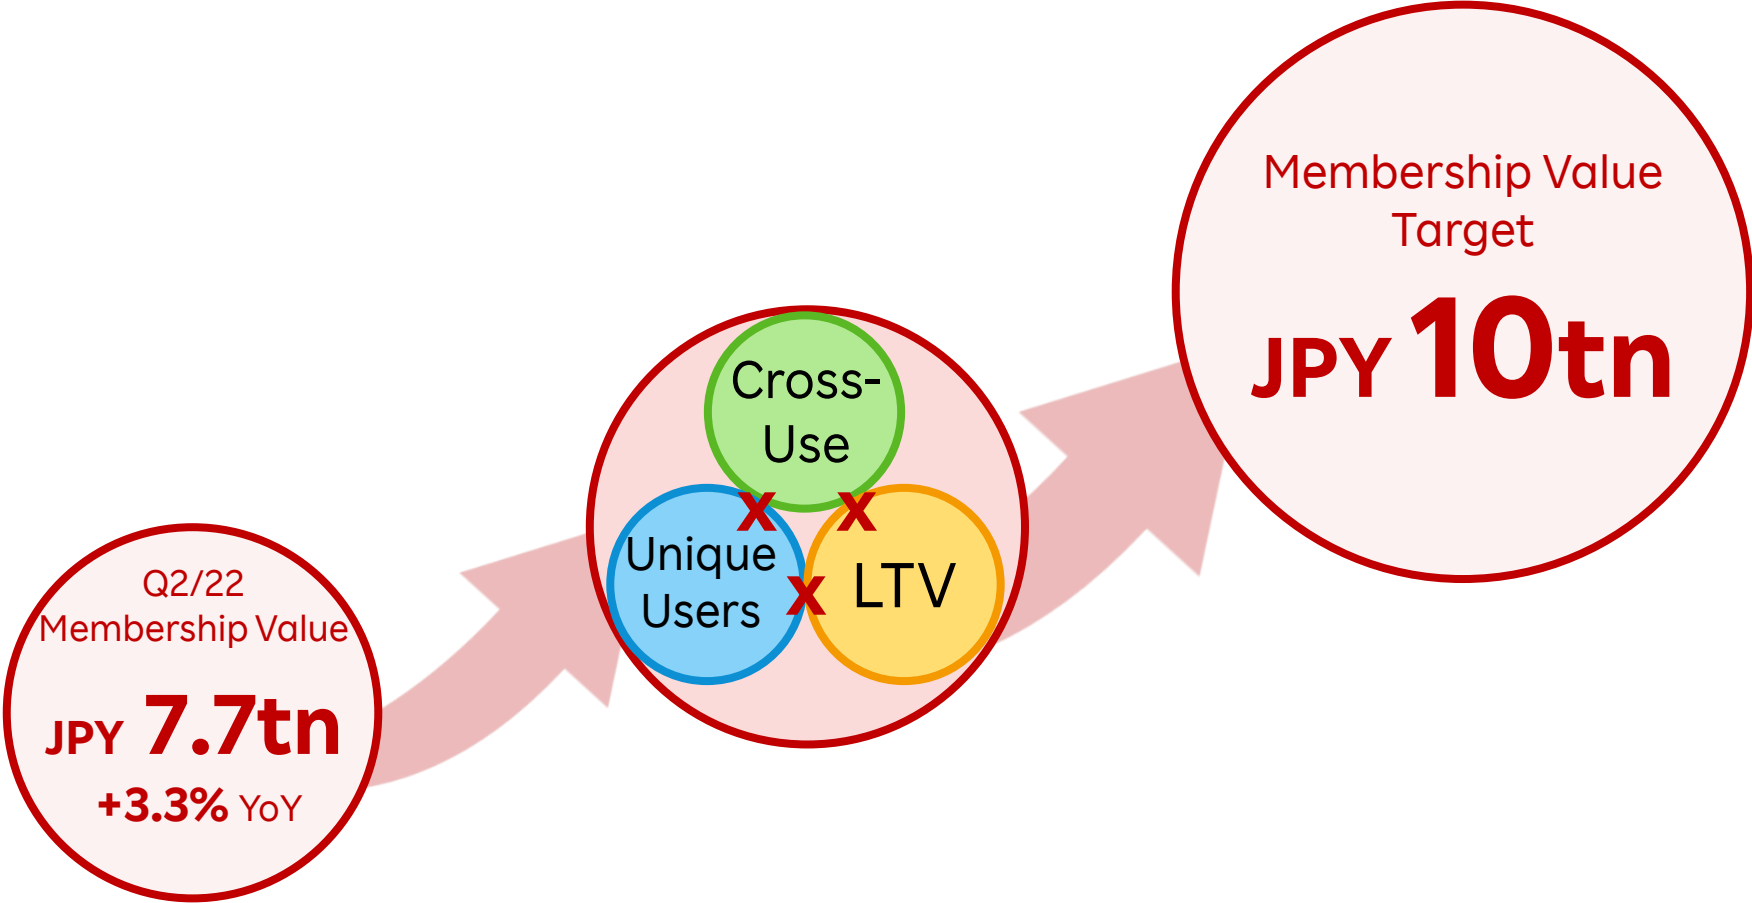 Q2/22
Membership Value
JPY 7.7tn
+3.3% YoY
Cross-
Use
x x
Unique
Users
x
LTV
Membership Value
Target
JPY 10tn